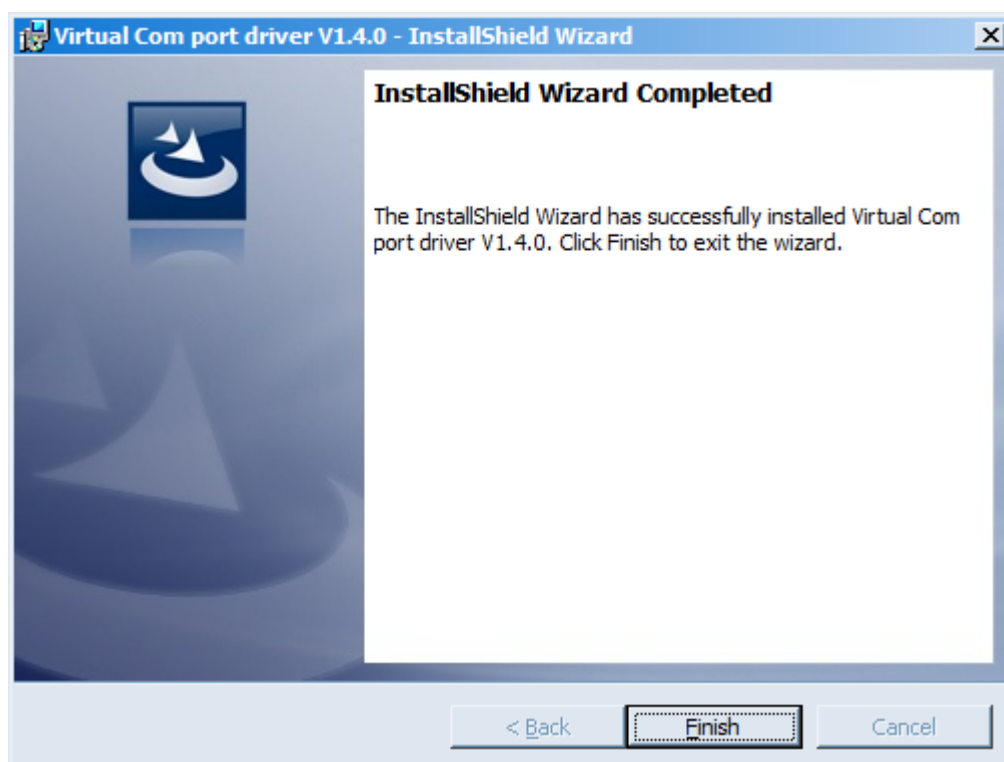 Virtual Com port driver V1.4.0 - InstallShield Wizard
InstallShield Wizard Completed
The InstallShield Wizard has successfully installed Virtual Com
port driver V1.4.0. Click Finish to exit the wizard.
< Back
Finish
Cancel